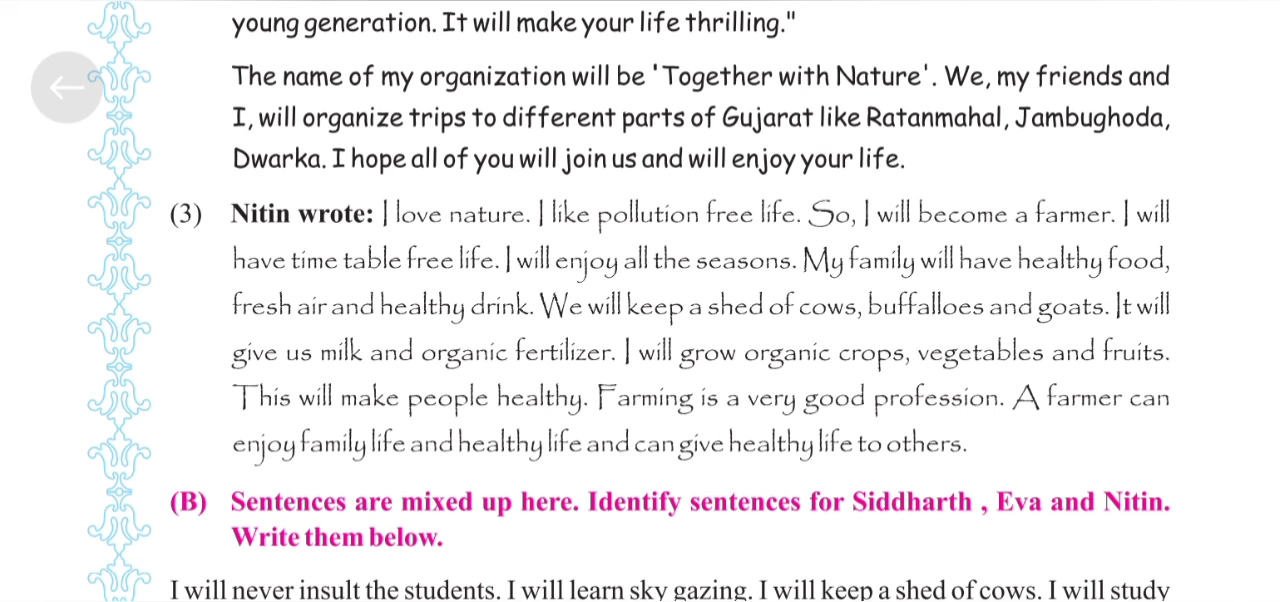 young generation. It will make your life thrilling."
The name of my organization will be 'Together with Nature'. We, my friends and
I, will organize trips to different parts of Gujarat like Ratanmahal, Jambughoda,
Dwarka. I hope all of you will join us and will enjoy your life.
(3) Nitin wrote: I love nature. I like pollution free life. So, I will become a farmer. I will
have time table free life. I will enjoy all the seasons. My family will have healthy food,
fresh air and healthy drink. We will keep a shed of cows, buffalloes and goats. It will
give us milk and organic fertilizer. I will grow organic crops, vegetables and fruits.
This will make people healthy. Farming is a very good profession. A farmer can
enjoy family life and healthy life and can give healthy life to others.
(B) Sentences are mixed up here. Identify sentences for Siddharth , Eva and Nitin.
Write them below.
I will never insult the students. I will learn sky gazing. I will keep a shed of cows. I will study